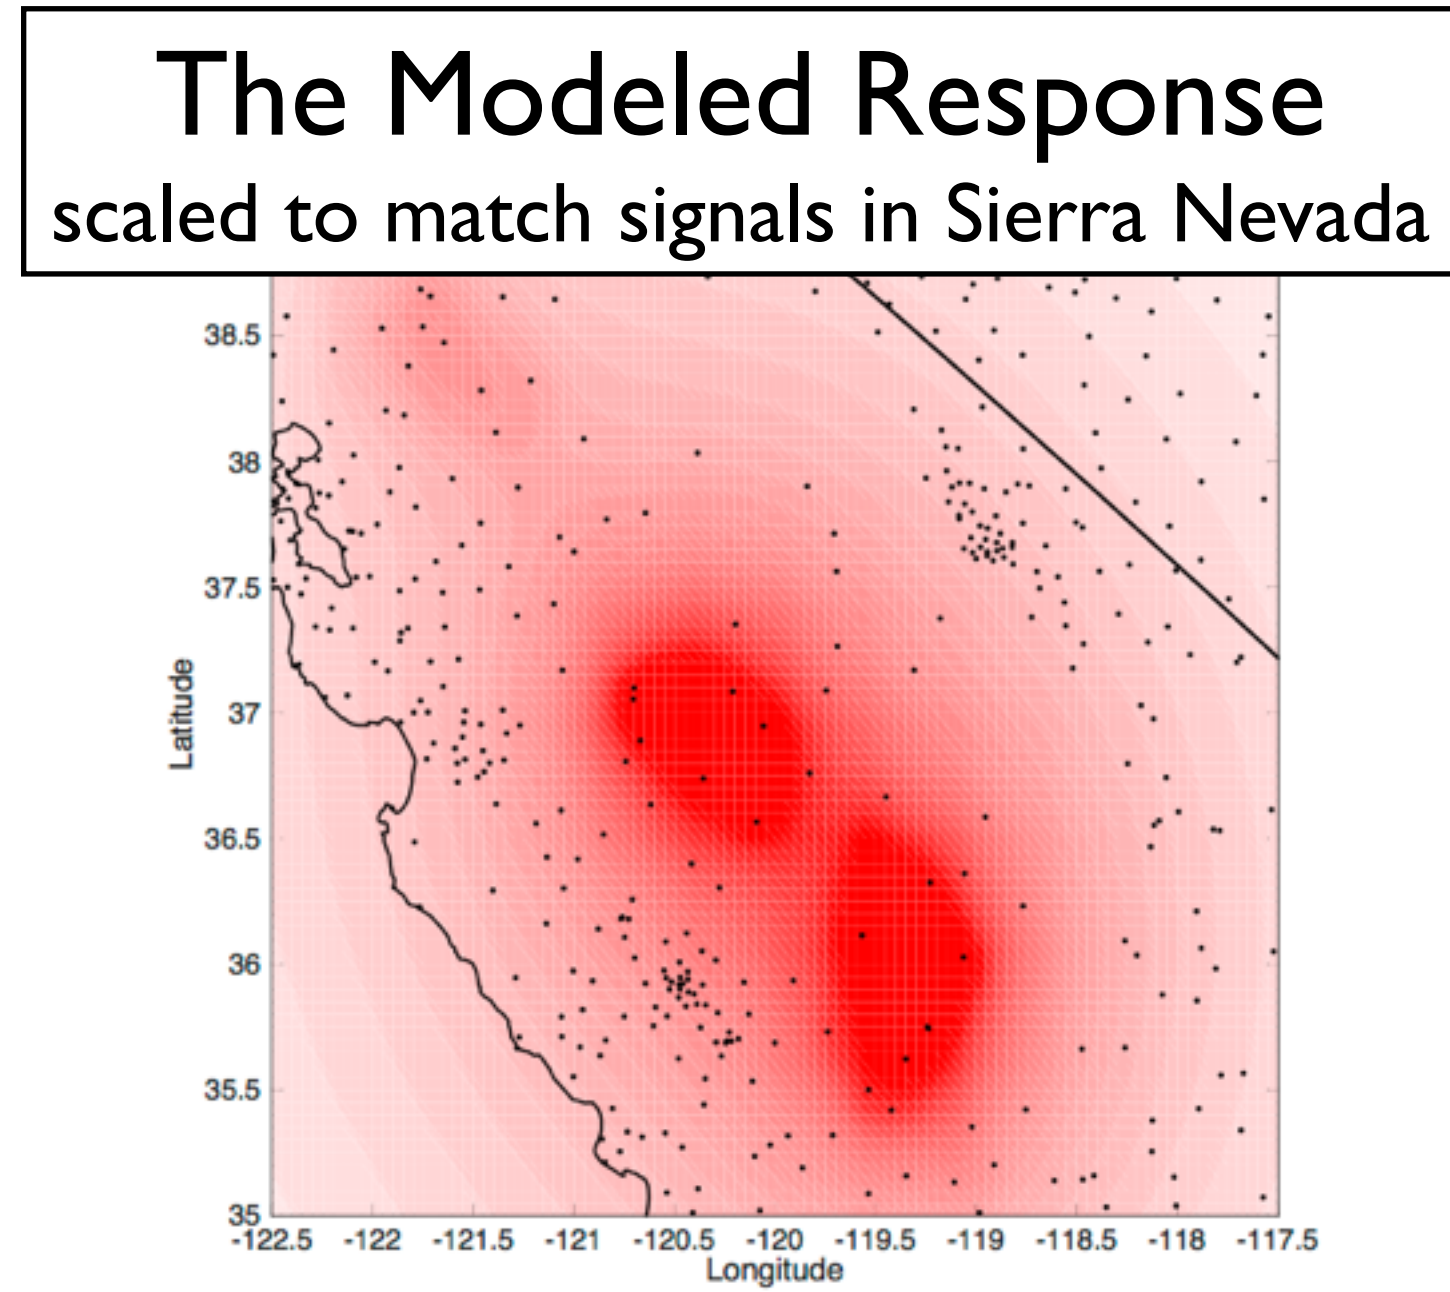 The Modeled Response
scaled to match signals in Sierra Nevada
38.5
38
37.5
37
36.5
36
35.5
35
Latitude
-122.5 -122 -121.5 -121 -120.5 -120 -119.5 -119 -118.5 -118 -117.5
Longitude